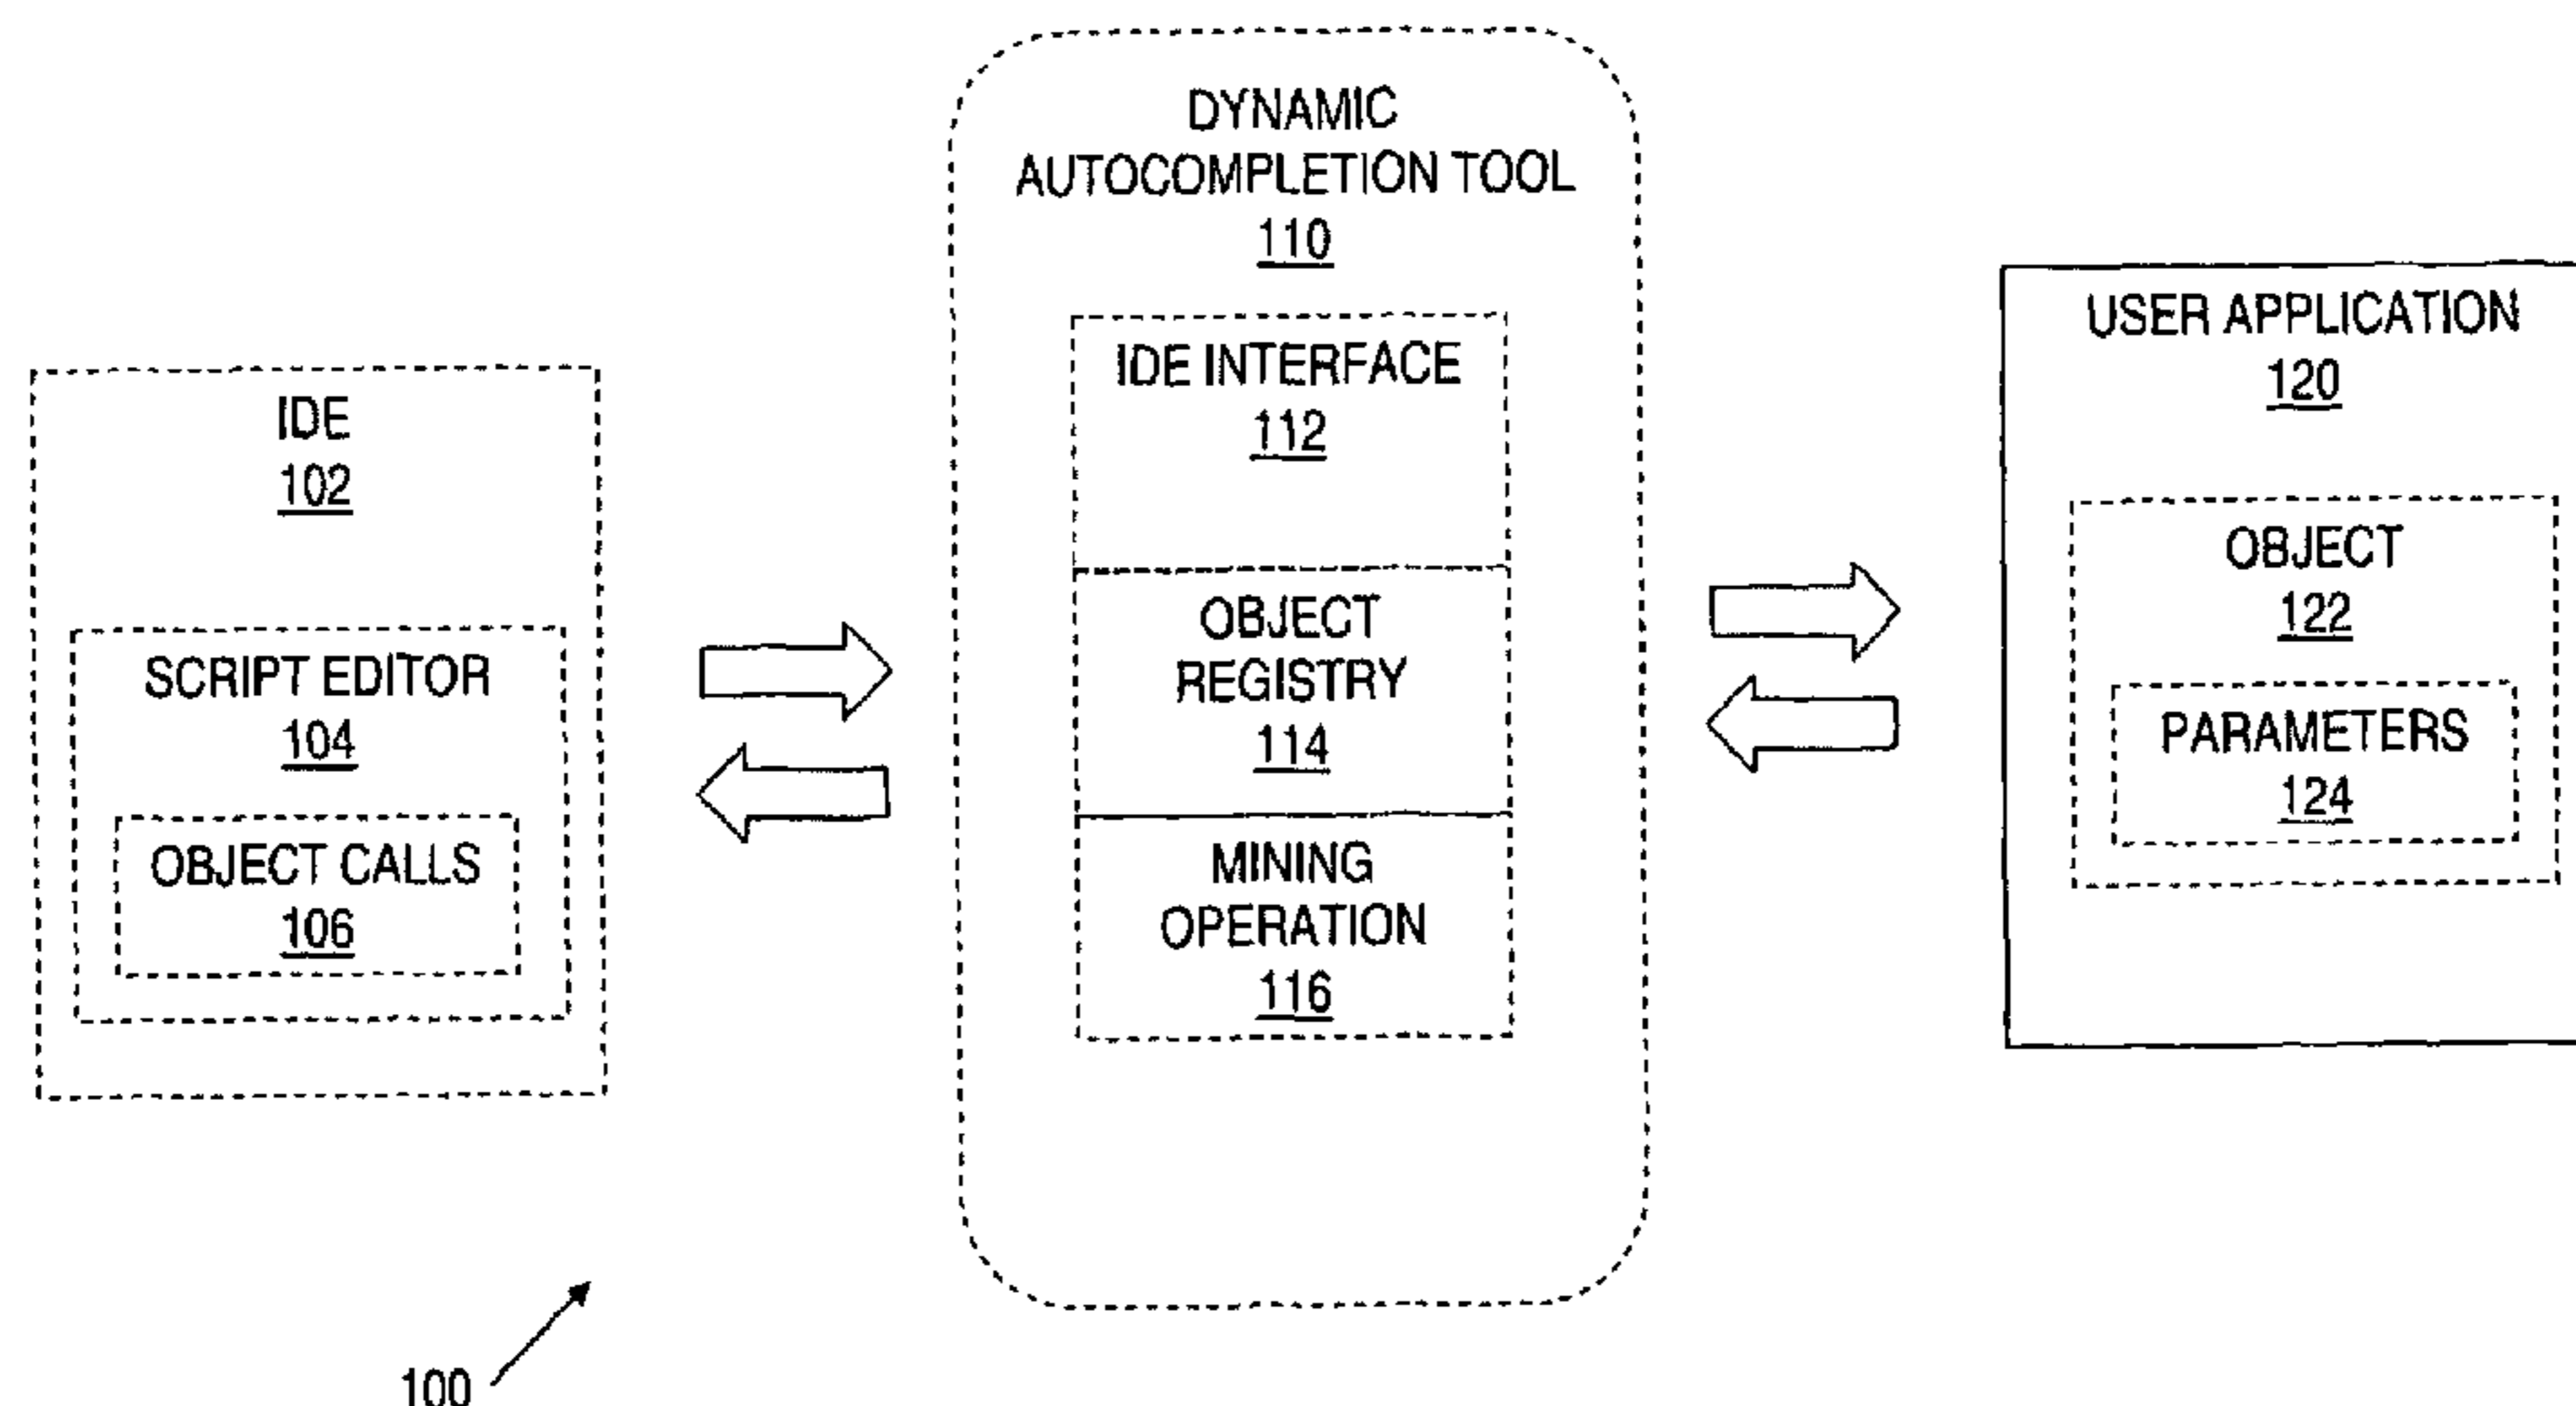 DYNAMIC
AUTOCOMPLETION TOOL
110
IDE INTERFACE
112
OBJECT
REGISTRY
114
MINING
OPERATION
116
IDE
102
SCRIPT EDITOR
104
OBJECT CALLS
106
USER APPLICATION
120
OBJECT
122
PARAMETERS
124
100